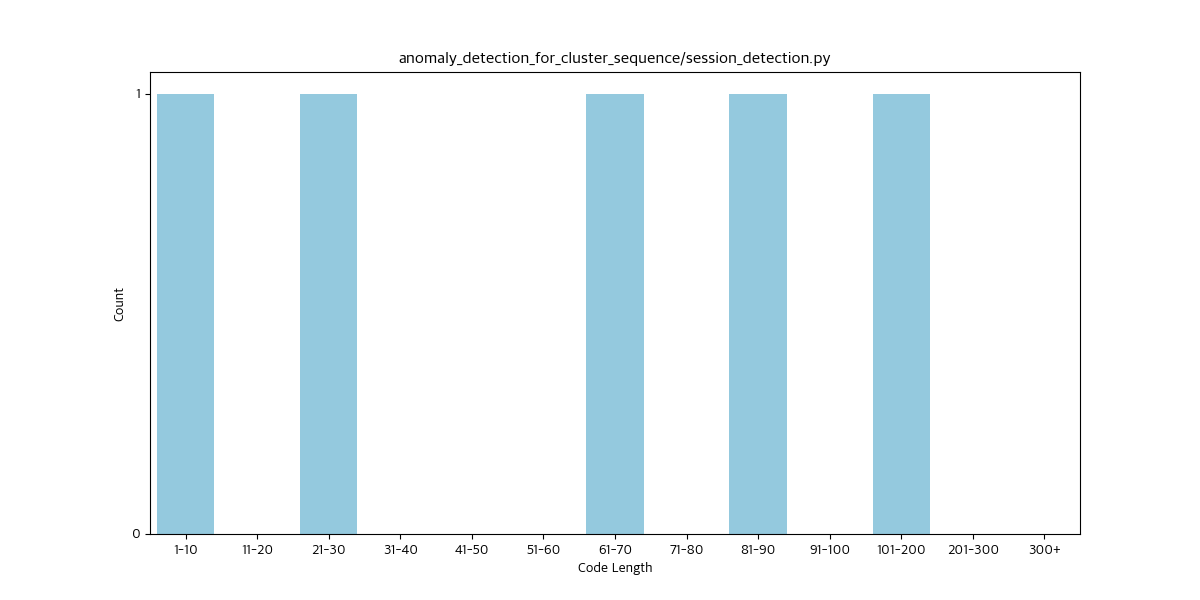 anomaly_detection_for_cluster_sequence/session_detection.py
1
Count
0
1-10 11-20 21-30 31-40 41-50 51-60 61-70 71-80 81-90 91-100 101-200 201-300 300+
Code Length